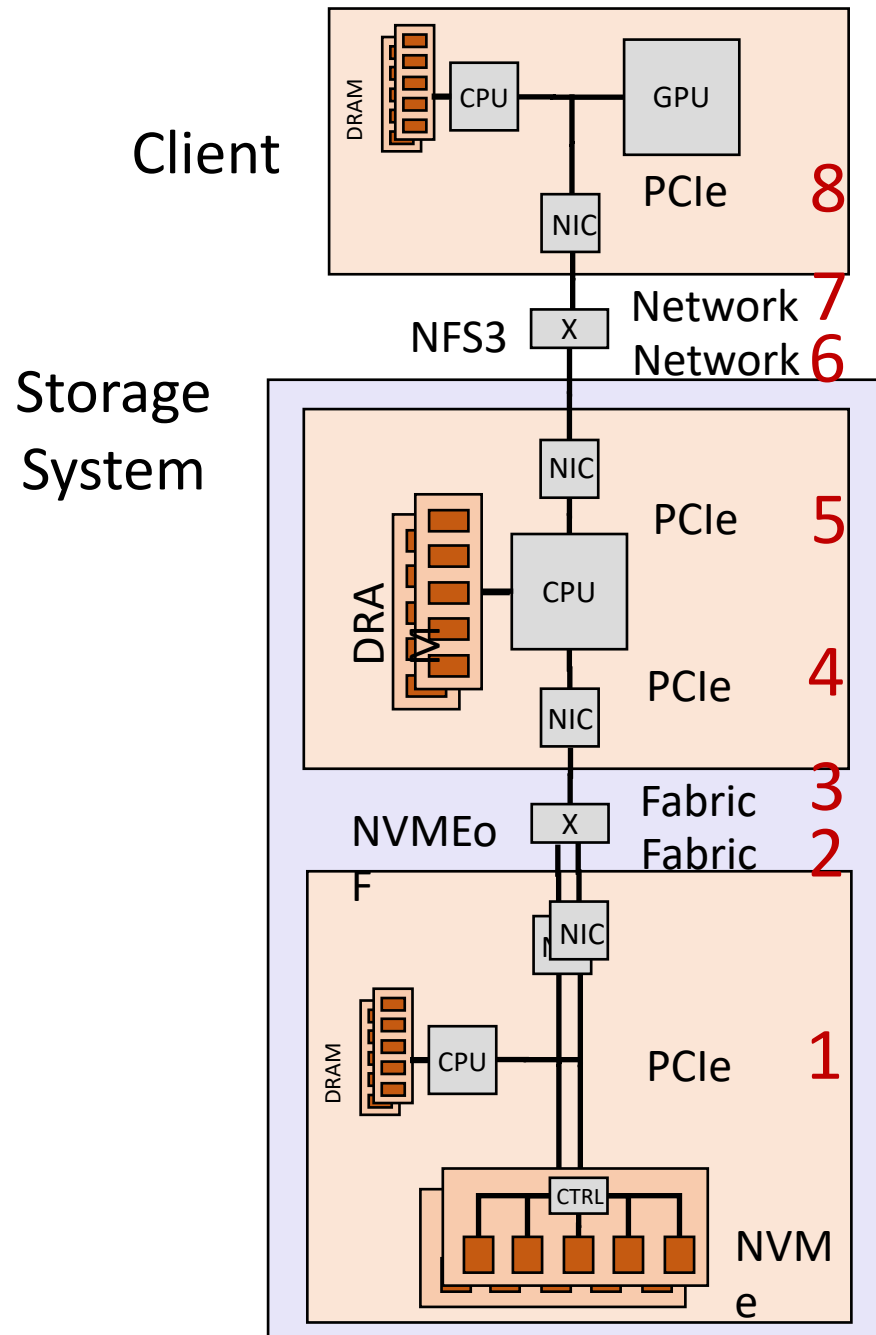 DRAM
CPU
GPU
Client
PCIe
8
NIC
Network
7
NFS3
X
Network
6
Storage
System
NIC
PCIe
5
DRA
M
CPU
PCIe
4
NIC
3
Fabric
NVMEo
X
Fabric
2
F
NIC
N
DRAM
CPU
PCIe
1
CTRL
NVM
e